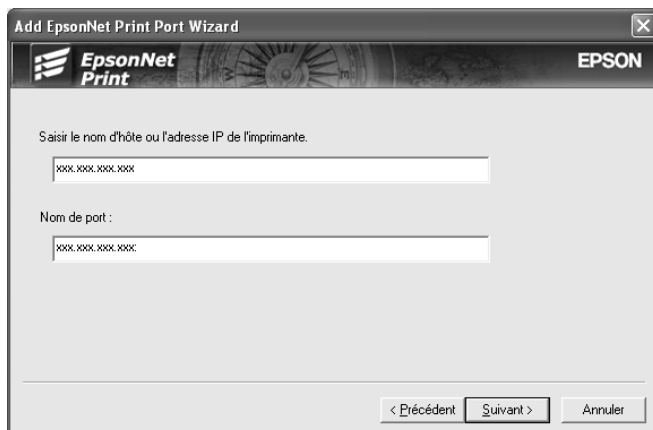 Add EpsonNet Print Port Wizard
EpsonNet
Print
EPSON
Saisir le nom d'hôte ou l'adresse IP de l'imprimante.
xxx.xxx.xxx.xxx
Nom de port :
xxx.xxx.xxx.xxx:
< Précédent
Suivant >
Annuler